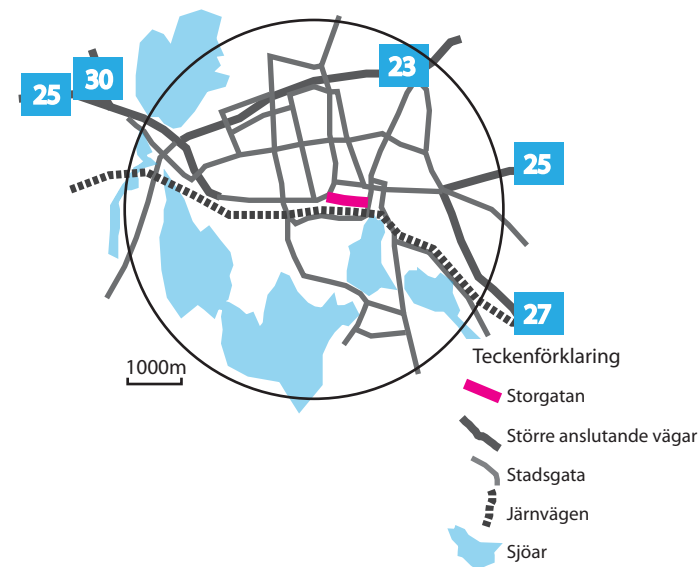 23
30
25
25
27
1000m
Teckenförklaring
Storgatan
Större anslutande vägar
Stadsgata
Järnvägen
Sjöar